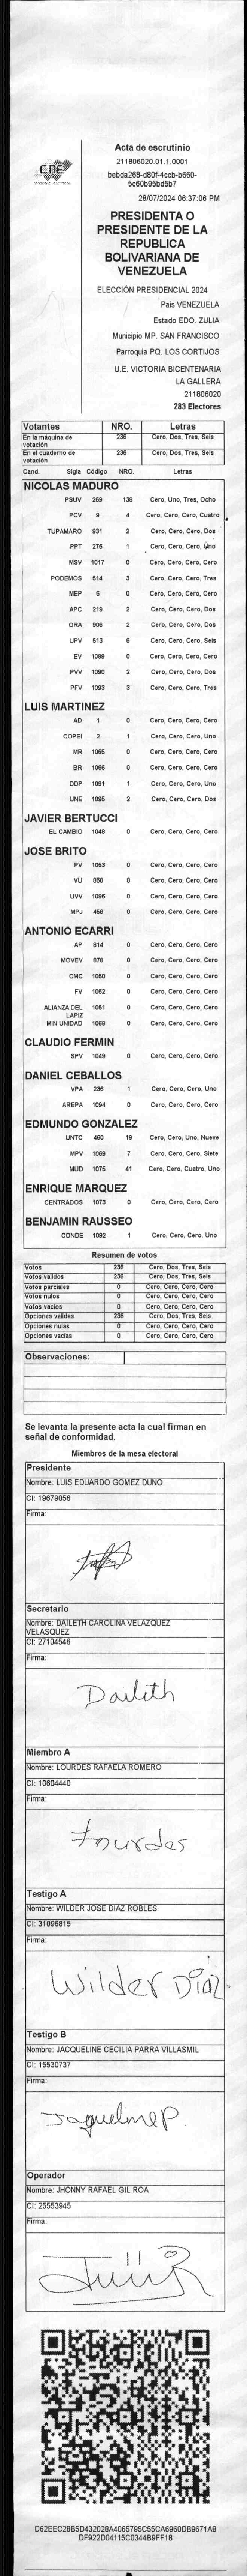 CNE
Acta de escrutinio
211806020.01.1.0001
bebda268-d80f-4ccb-b660-
5c60b95bd5b7
28/07/2024 06:37:06 PM
PRESIDENTA O
PRESIDENTE DE LA
REPUBLICA
BOLIVARIANA DE
VENEZUELA
ELECCIÓN PRESIDENCIAL 2024
Pais VENEZUELA
Estado EDO. ZULIA
Municipio MP. SAN FRANCISCO
Parroquia PQ. LOS CORTIJOS
U.E. VICTORIA BICENTENARIA
LA GALLERA
211806020
283 Electores
Votantes NRO. Letras
En la máquina de votación 236 Cero, Dos, Tres, Seis
En el cuaderno de votación 236 Cero, Dos, Tres, Seis
Cand. Sigla Código NRO. Letras
NICOLAS MADURO
PSUV 269 138 Cero, Uno, Tres, Ocho
PCV 9 4 Cero, Cero, Cero, Cuatro
TUPAMARO 931 2 Cero, Cero, Cero, Dos
PPT 276 1 Cero, Cero, Cero, Uno
MSV 1017 0 Cero, Cero, Cero, Cero
PODEMOS 514 3 Cero, Cero, Cero, Tres
MEP 6 0 Cero, Cero, Cero, Cero
APC 219 2 Cero, Cero, Cero, Dos
ORA 906 2 Cero, Cero, Cero, Dos
UPV 513 6 Cero, Cero, Cero, Seis
EV 1089 0 Cero, Cero, Cero, Cero
PVV 1090 2 Cero, Cero, Cero, Dos
PFV 1093 3 Cero, Cero, Cero, Tres
LUIS MARTINEZ
AD 1 0 Cero, Cero, Cero, Cero
COPEI 2 1 Cero, Cero, Cero, Uno
MR 1065 0 Cero, Cero, Cero, Cero
BR 1066 0 Cero, Cero, Cero, Cero
DDP 1091 1 Cero, Cero, Cero, Uno
UNE 1095 2 Cero, Cero, Cero, Dos
JAVIER BERTUCCI
EL CAMBIO 1048 0 Cero, Cero, Cero, Cero
JOSE BRITO
PV 1053 0 Cero, Cero, Cero, Cero
VU 868 0 Cero, Cero, Cero, Cero
UVV 1096 0 Cero, Cero, Cero, Cero
MPJ 458 0 Cero, Cero, Cero, Cero
ANTONIO ECARRI
AP 814 0 Cero, Cero, Cero, Cero
MOVEV 979 0 Cero, Cero, Cero, Cero
CMC 1050 0 Cero, Cero, Cero, Cero
FV 1062 0 Cero, Cero, Cero, Cero
ALIANZA DEL LAPIZ 1051 0 Cero, Cero, Cero, Cero
MIN UNIDAD 1068 0 Cero, Cero, Cero, Cero
CLAUDIO FERMIN
SPV 1049 0 Cero, Cero, Cero, Cero
DANIEL CEBALLOS
VPA 236 1 Cero, Cero, Cero, Uno
AREPA 1094 0 Cero, Cero, Cero, Cero
EDMUNDO GONZALEZ
UNTC 460 19 Cero, Cero, Uno, Nueve
MPV 1069 7 Cero, Cero, Cero, Siete
MUD 1075 41 Cero, Cero, Cuatro, Uno
ENRIQUE MARQUEZ
CENTRADOS 1073 0 Cero, Cero, Cero, Cero
BENJAMIN RAUSSEO
CONDE 1092 1 Cero, Cero, Cero, Uno
Resumen de votos
Votos 236 Cero, Dos, Tres, Seis
Votos validos 236 Cero, Dos, Tres, Seis
Votos parciales 0 Cero, Cero, Cero, Cero
Votos nulos 0 Cero, Cero, Cero, Cero
Votos vacios 0 Cero, Cero, Cero, Cero
Opciones validas 236 Cero, Dos, Tres, Seis
Opciones nulas 0 Cero, Cero, Cero, Cero
Opciones vacias 0 Cero, Cero, Cero, Cero
Observaciones:
Se levanta la presente acta la cual firman en
señal de conformidad.
Miembros de la mesa electoral
Presidente
Nombre: LUIS EDUARDO GOMEZ DUNO
CI: 19679056
Firma:
Secretario
Nombre: DAILETH CAROLINA VELAZQUEZ
VELASQUEZ
CI: 27104546
Firma:
Daileth
Miembro A
Nombre: LOURDES RAFAELA ROMERO
CI: 10604440
Firma:
Lourdes
Testigo A
Nombre: WILDER JOSE DIAZ ROBLES
CI: 31096815
Firma:
Wilder Diaz
Testigo B
Nombre: JACQUELINE CECILIA PARRA VILLASMIL
CI: 15530737
Firma:
JaquelineP
Operador
Nombre: JHONNY RAFAEL GIL ROA
CI: 25553945
Firma:
D62EEC28B5D432028A4065795C55CA6960DB9671A8
DF922D04115C0344B9FF18